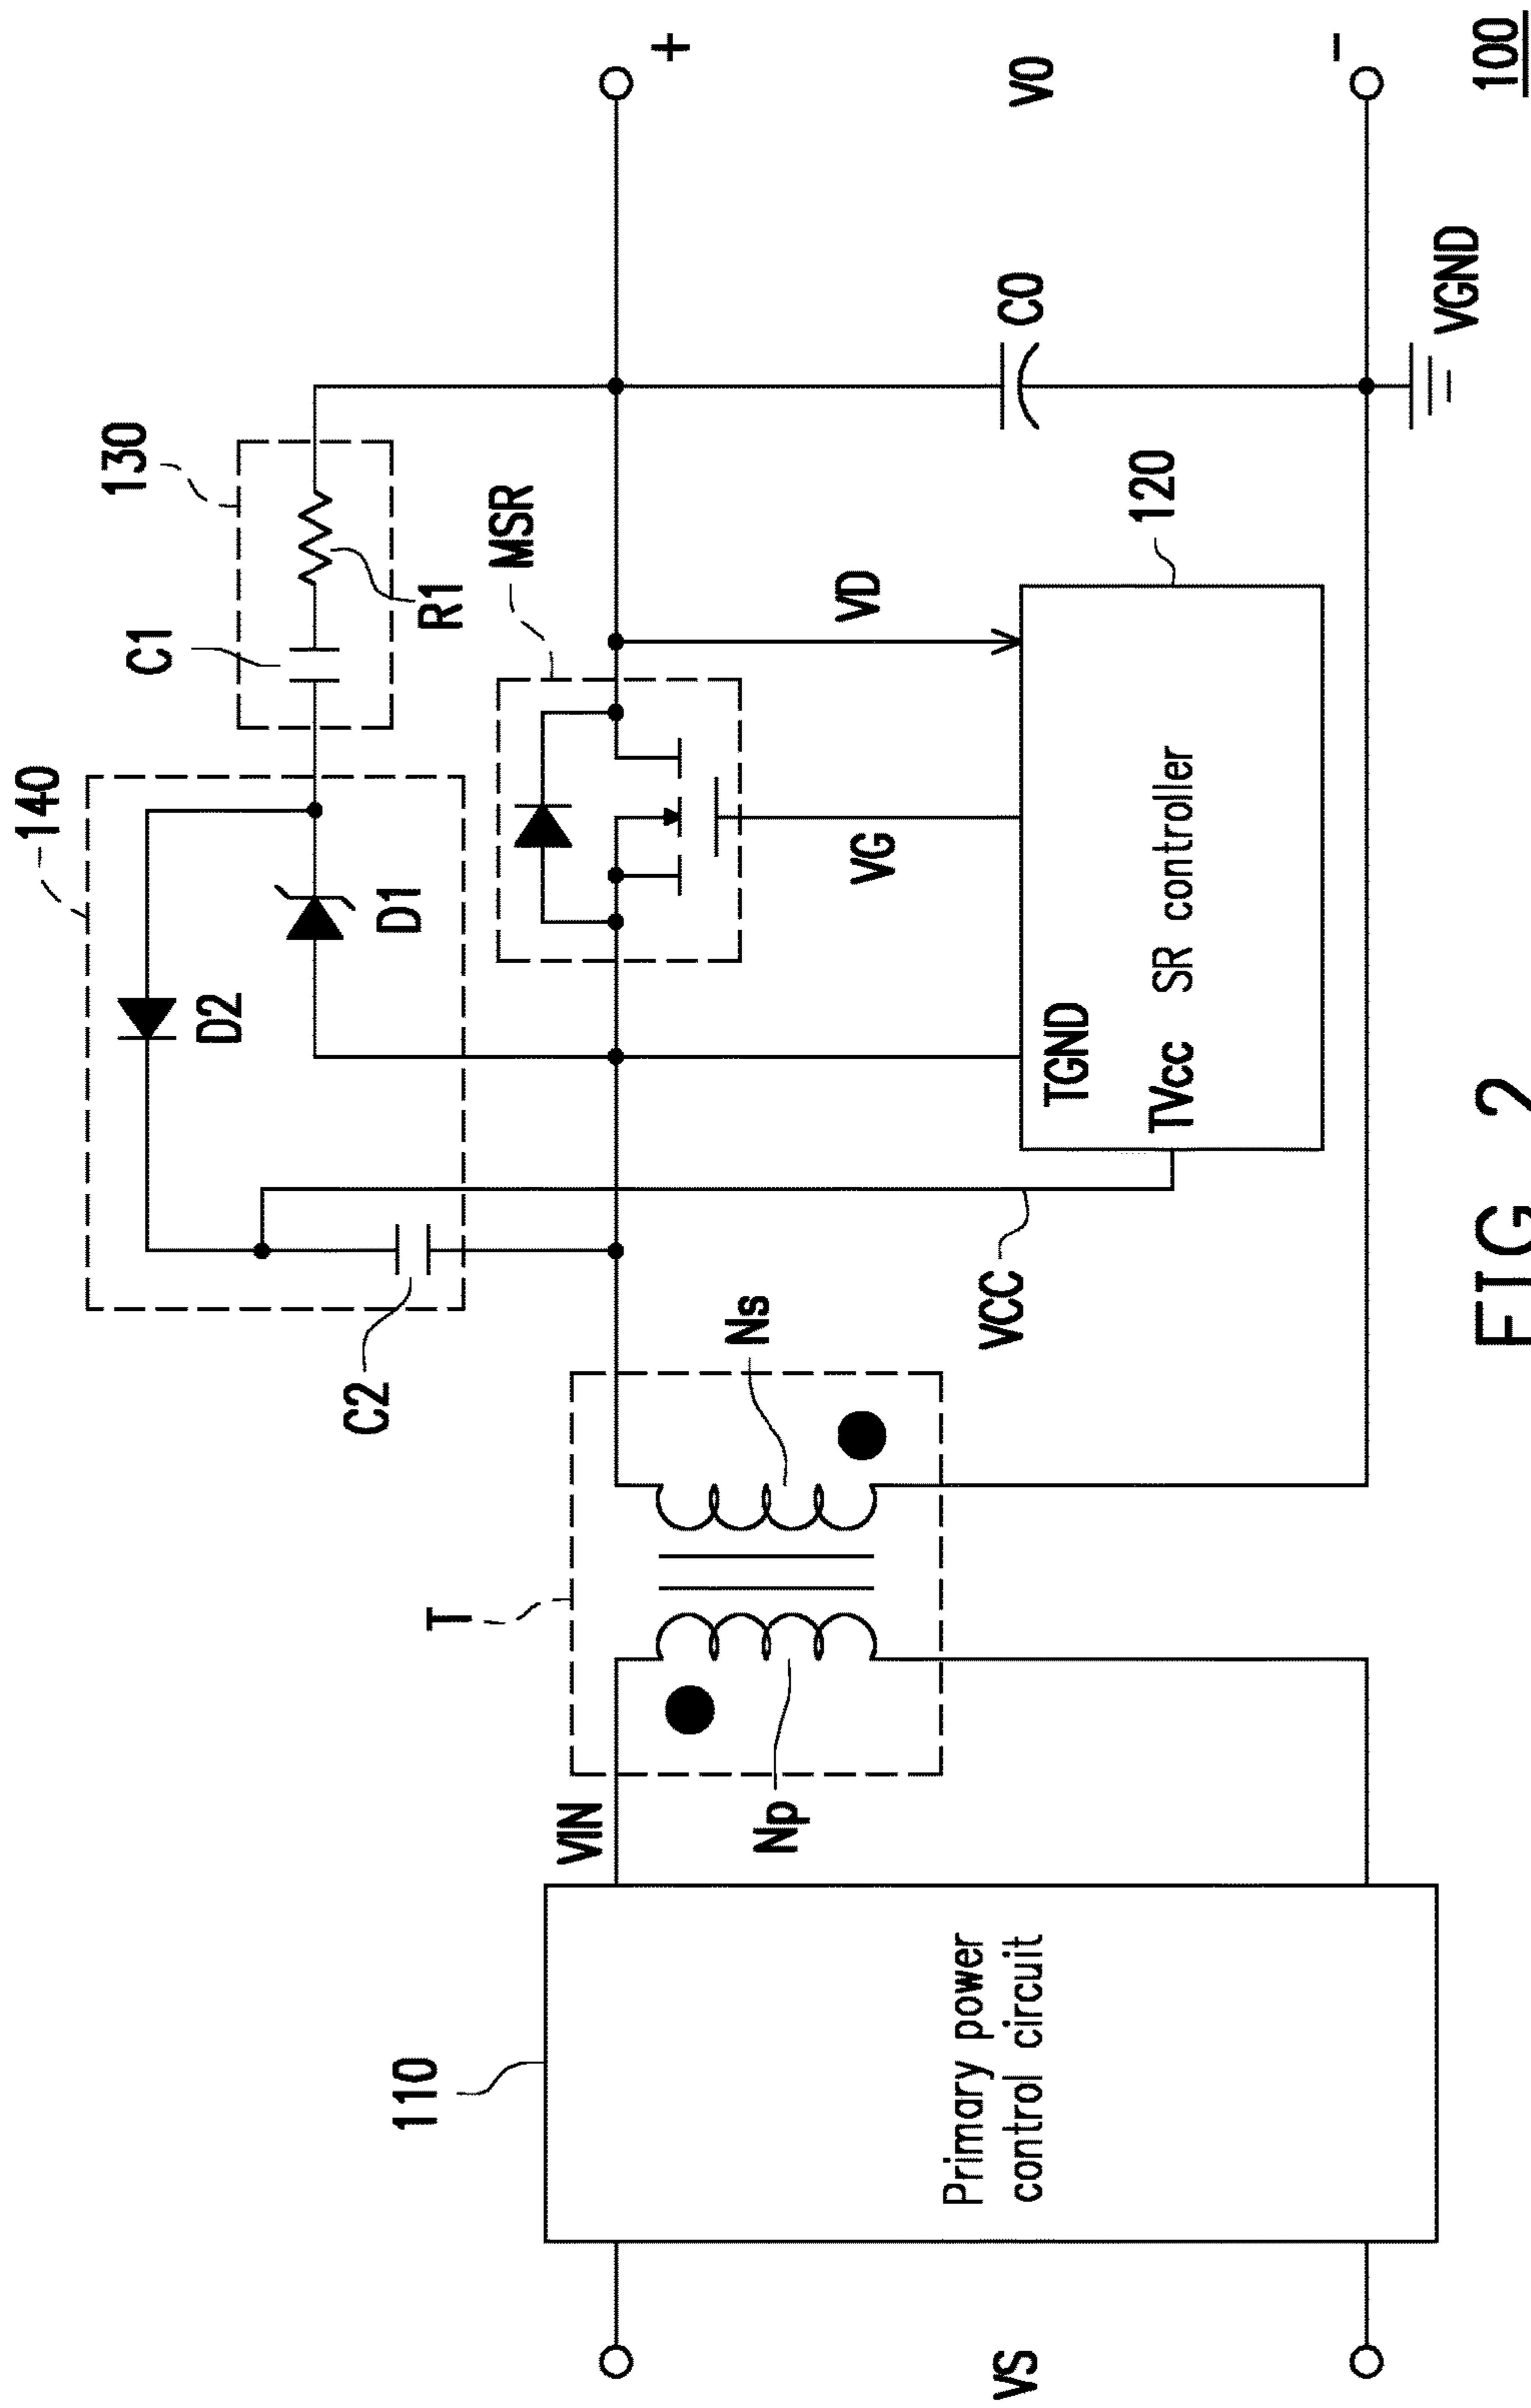 140
130
D2
C1
C2
D1
R1
110
T
MSR
+
VIN
Ns
Np
VG
VD
VS
Primary power
control circuit
VCC
TGND
TVcc
SR controller
120
C0
V0
−
VGND
100
FIG 2